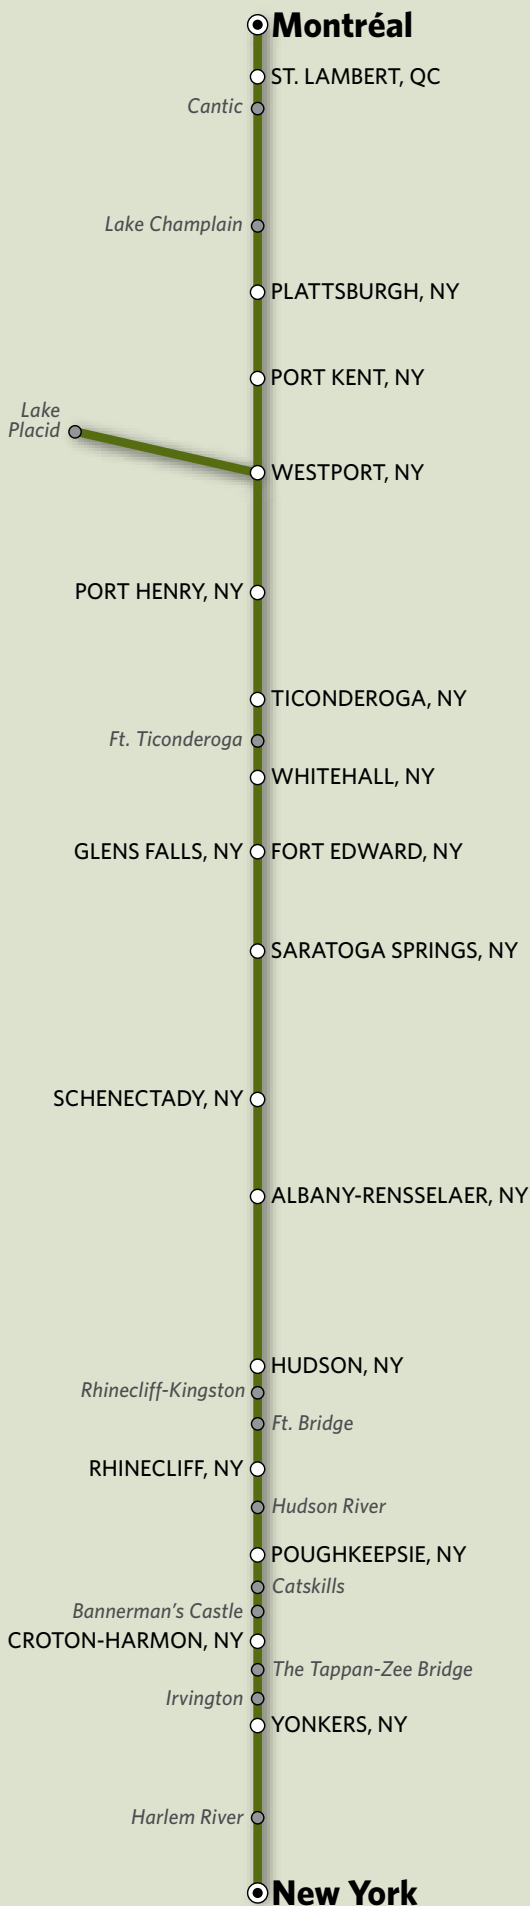 Montréal
ST. LAMBERT, QC
Cantic
Lake Champlain
PLATTSBURGH, NY
PORT KENT, NY
Lake
Placid
WESTPORT, NY
PORT HENRY, NY
TICONDEROGA, NY
Ft. Ticonderoga
WHITEHALL, NY
GLENS FALLS, NY FORT EDWARD, NY
SARATOGA SPRINGS, NY
SCHENECTADY, NY
ALBANY-RENSSELAER, NY
HUDSON, NY
Rhinecliff-Kingston
Ft. Bridge
RHINECLIFF, NY
Hudson River
POUGHKEEPSIE, NY
Catskills
Bannerman’s Castle
CROTON-HARMON, NY
The Tappan-Zee Bridge
Irvington
YONKERS, NY
Harlem River
New York